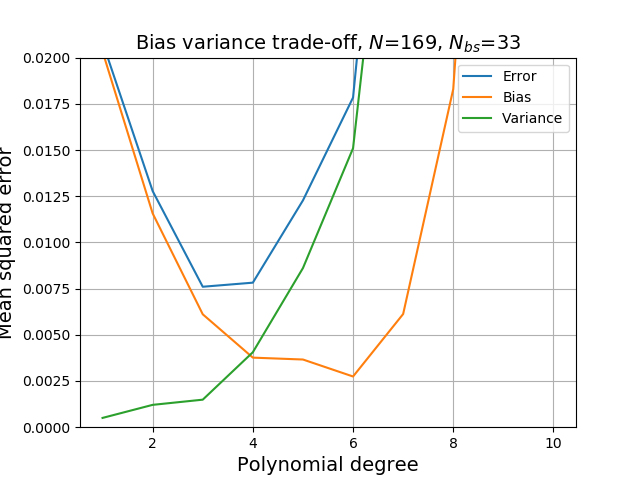 Bias variance trade-off, N=169, N_bs=33
Error
Bias
Variance
0.0200
0.0175
0.0150
0.0125
0.0100
0.0075
0.0050
0.0025
0.0000
Mean squared error
2 4 6 8 10
Polynomial degree